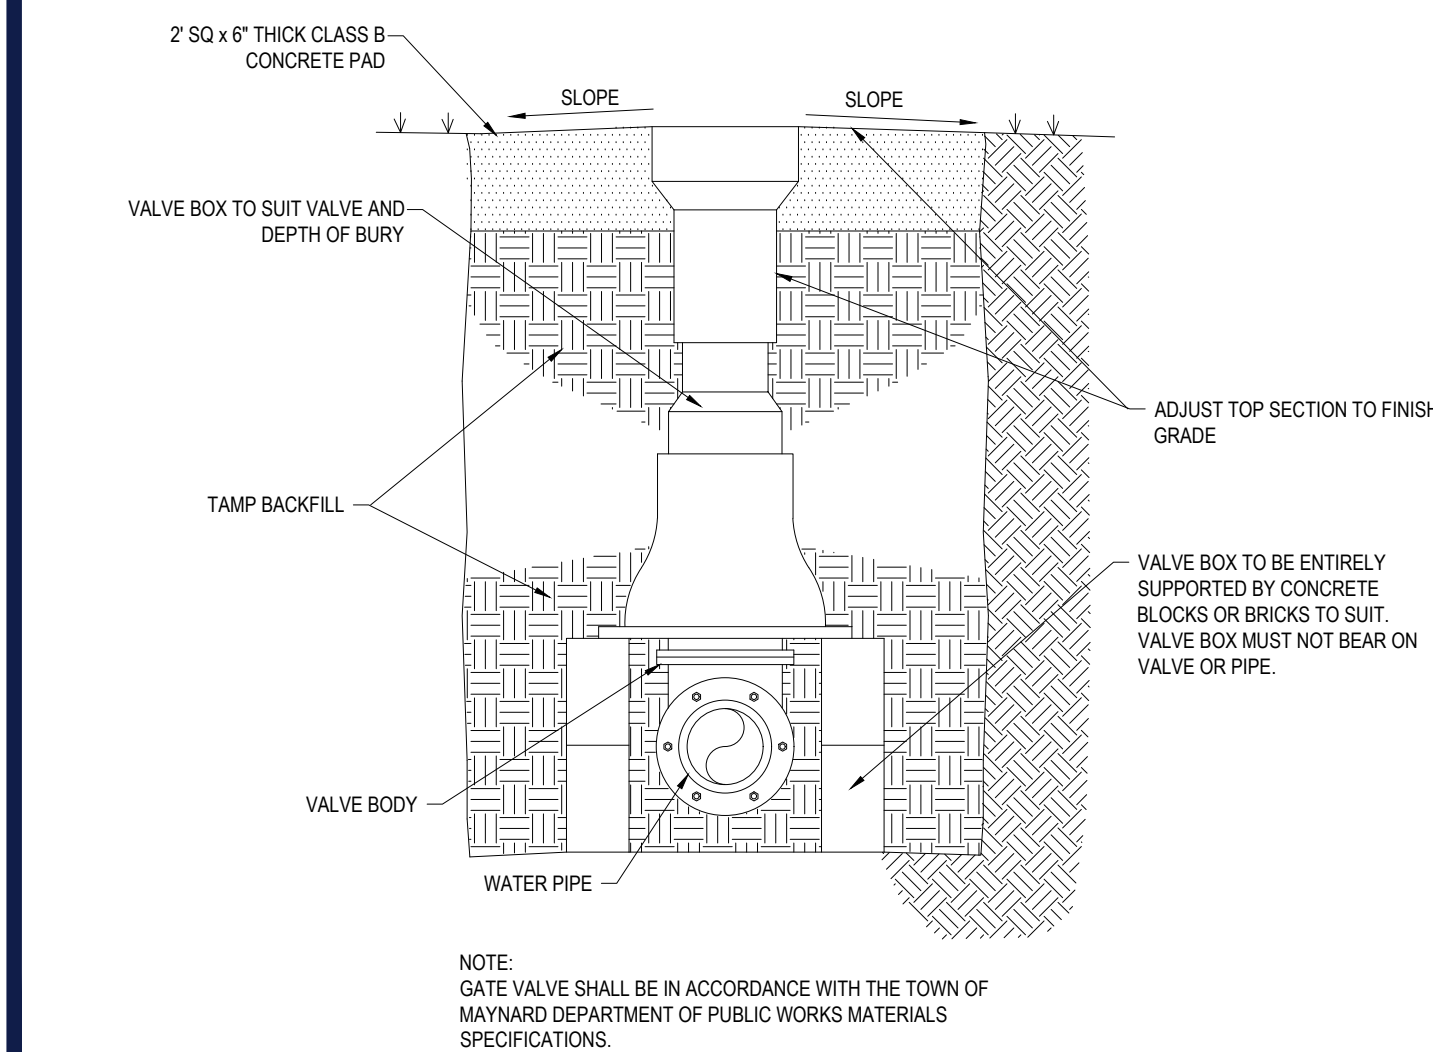 2' SQ x 6" THICK CLASS B
CONCRETE PAD
SLOPE
SLOPE
VALVE BOX TO SUIT VALVE AND
DEPTH OF BURY
ADJUST TOP SECTION TO FINISH
GRADE
TAMP BACKFILL
VALVE BOX TO BE ENTIRELY
SUPPORTED BY CONCRETE
BLOCKS OR BRICKS TO SUIT.
VALVE BOX MUST NOT BEAR ON
VALVE OR PIPE.
VALVE BODY
WATER PIPE
NOTE:
GATE VALVE SHALL BE IN ACCORDANCE WITH THE TOWN OF
MAYNARD DEPARTMENT OF PUBLIC WORKS MATERIALS
SPECIFICATIONS.